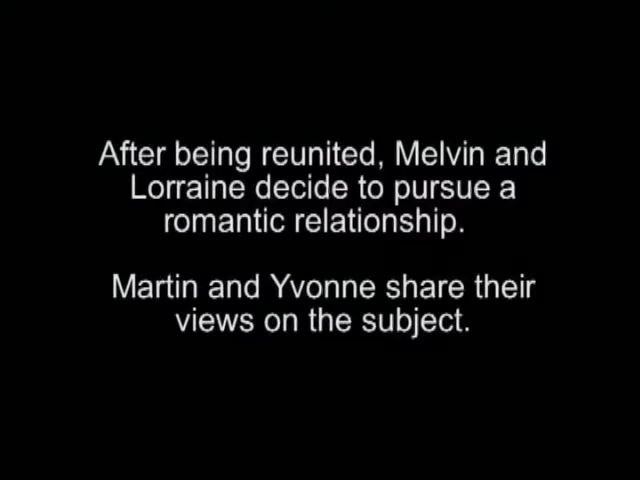 After being reunited, Melvin and
Lorraine decide to pursue a
romantic relationship.
Martin and Yvonne share their
views on the subject.